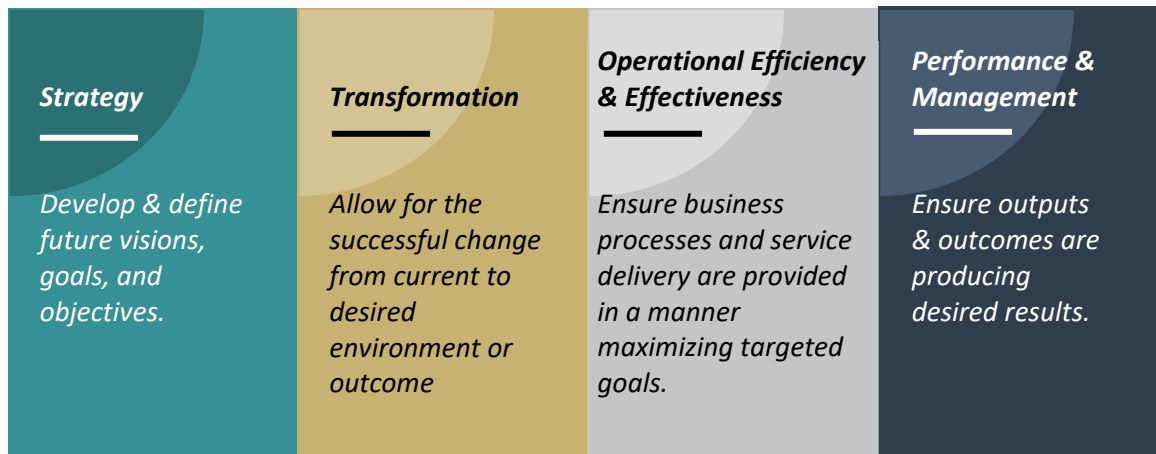 Strategy
Develop & define
future visions,
goals, and
objectives.
Transformation
Allow for the
successful change
from current to
desired
environment or
outcome
Operational Efficiency
& Effectiveness
Ensure business
processes and service
delivery are provided
in a manner
maximizing targeted
goals.
Performance &
Management
Ensure outputs
& outcomes are
producing
desired results.